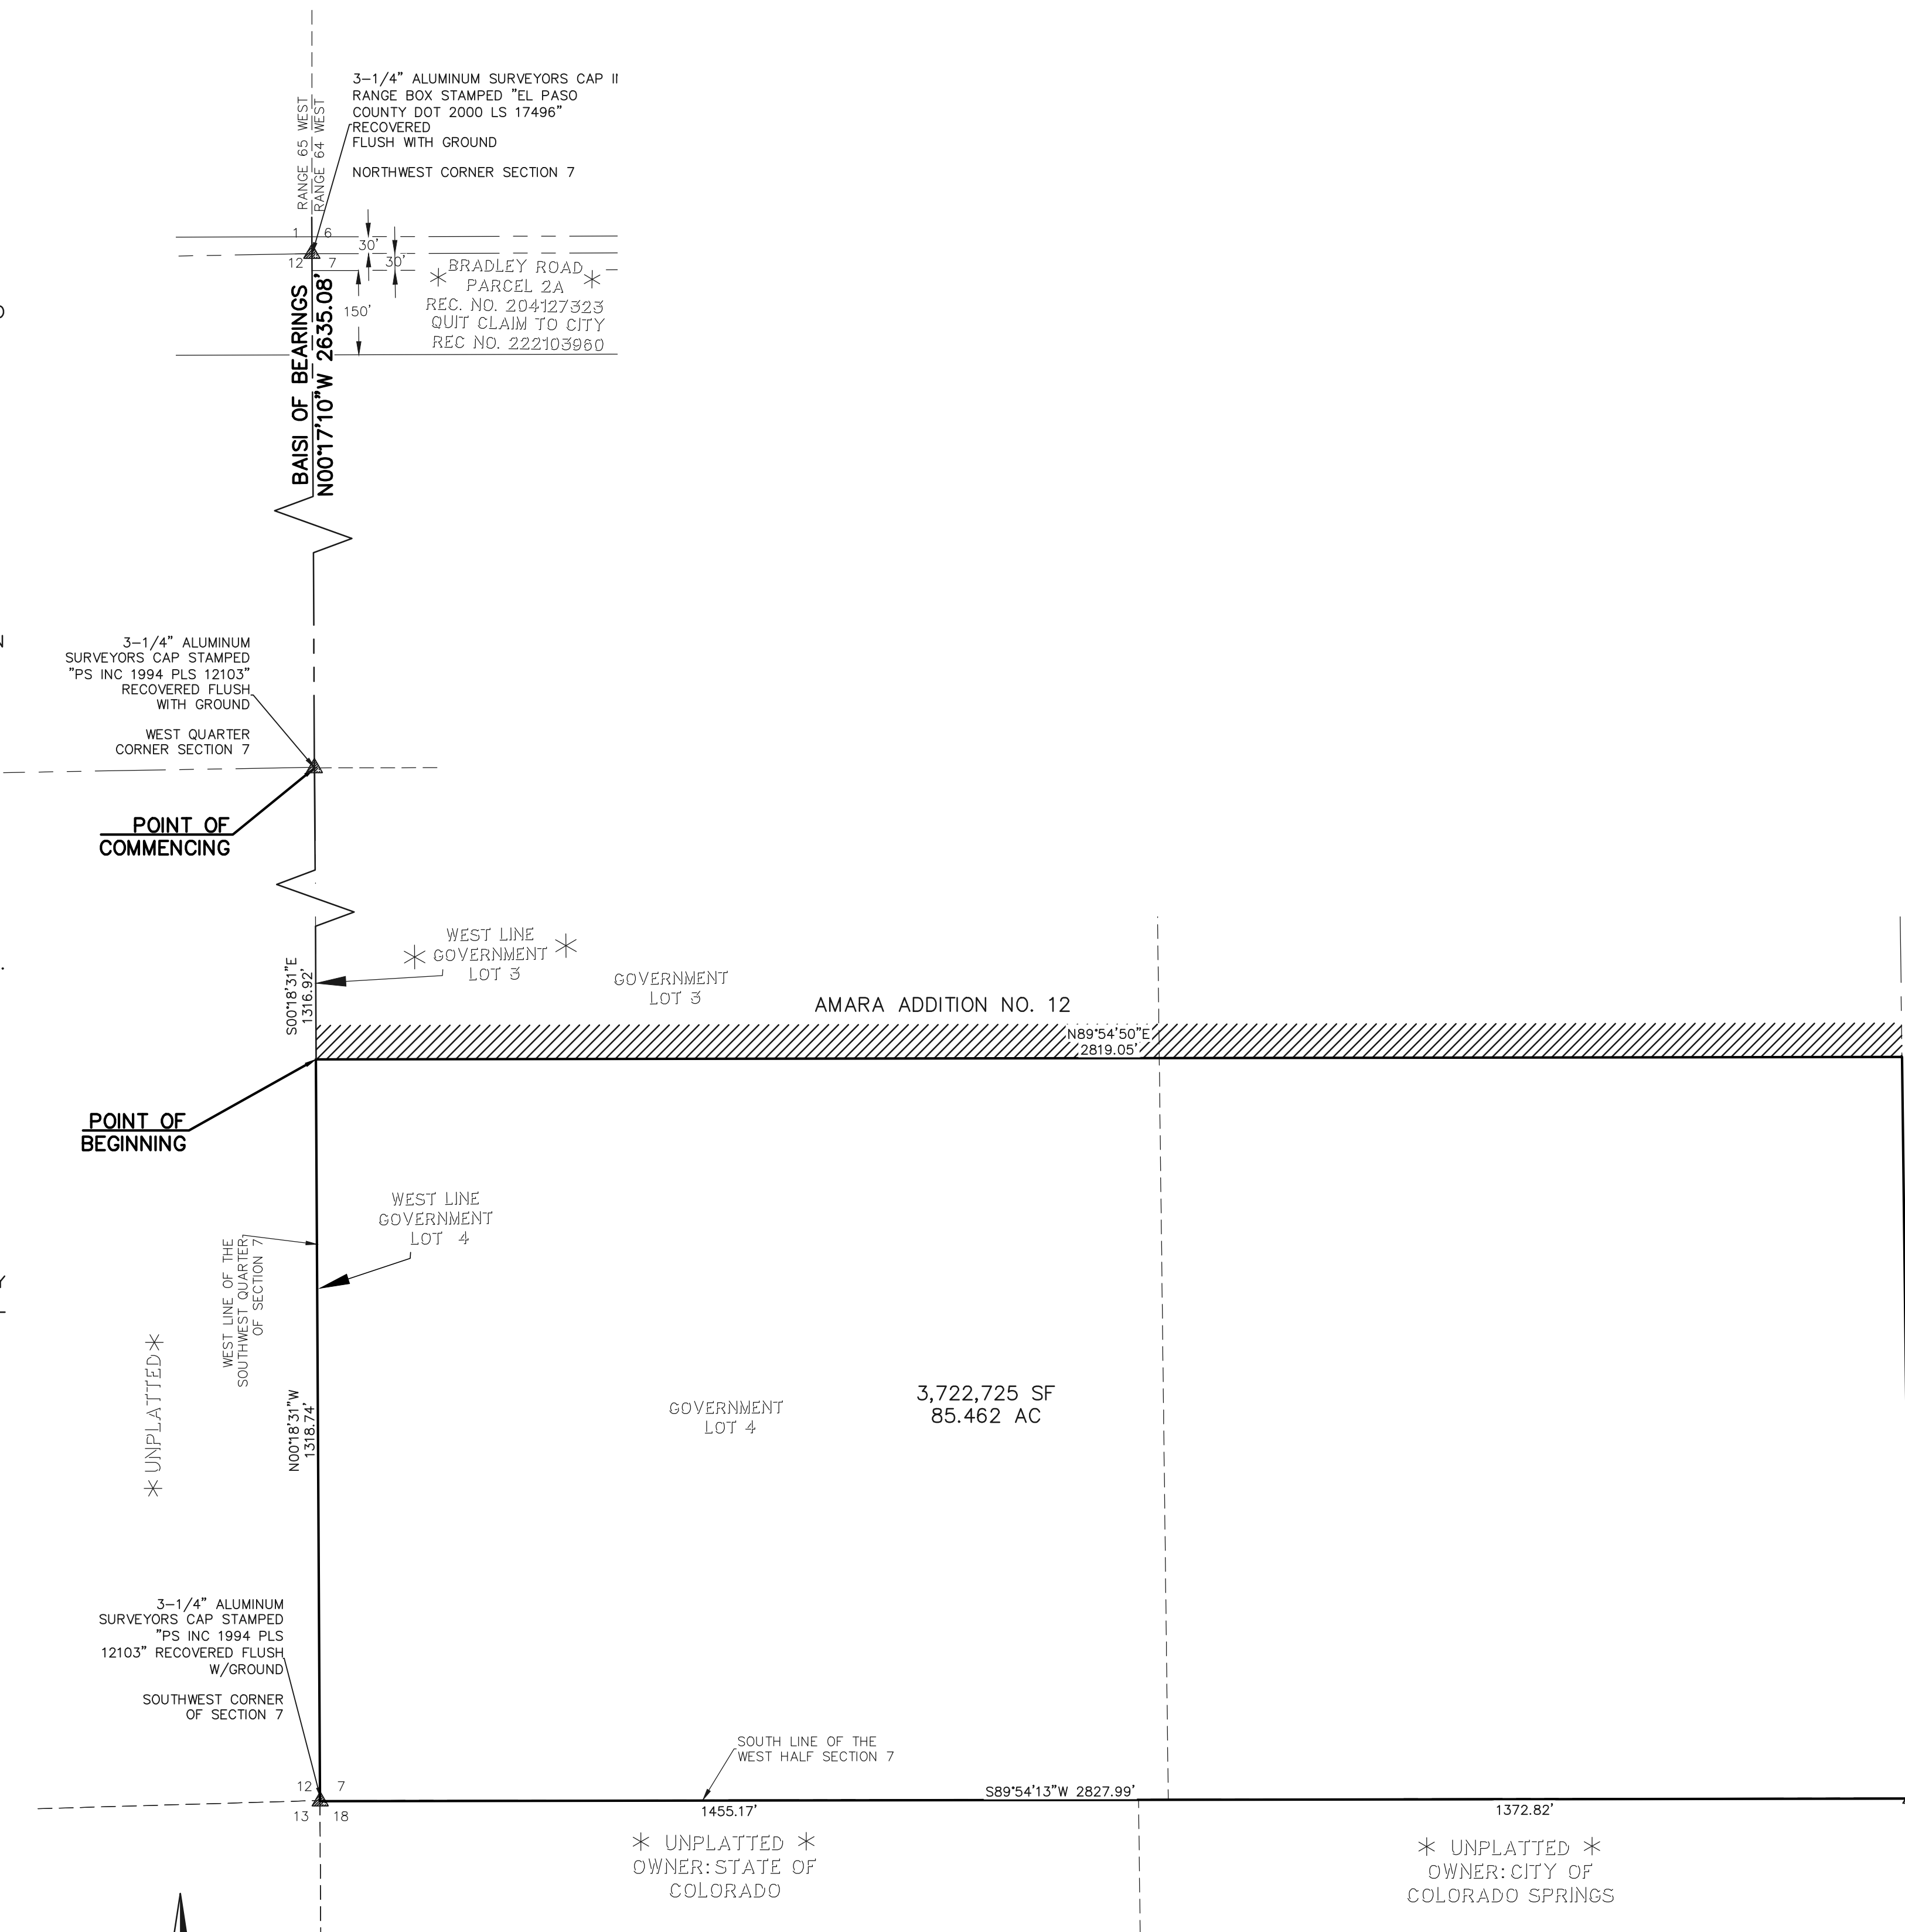 3-1/4" ALUMINUM SURVEYORS CAP
RANGE BOX STAMPED "EL PASO
COUNTY DOT 2000 LS 17496"
RECOVERED
FLUSH WITH GROUND
NORTHWEST CORNER SECTION 7
RANGE 65 WEST
RANGE 64 WEST
1 6
12 7
30'
30'
150'
* BRADLEY ROAD *
PARCEL 2A
REC. NO. 204127323
QUIT CLAIM TO CITY
REC NO. 222103960
BAISI OF BEARINGS
N00°17'10"W 2635.08'
3-1/4" ALUMINUM
SURVEYORS CAP STAMPED
"PS INC 1994 PLS 12103"
RECOVERED FLUSH
WITH GROUND
WEST QUARTER
CORNER SECTION 7
POINT OF
COMMENCING
* WEST LINE *
GOVERNMENT
LOT 3
GOVERNMENT
LOT 3
S00°18'31"E
1316.92'
AMARA ADDITION NO. 12
N89°54'50"E
2819.05'
POINT OF
BEGINNING
WEST LINE
GOVERNMENT
LOT 4
WEST LINE OF THE
SOUTHWEST QUARTER
OF SECTION 7
* UNPLATTED *
N00°18'31"W
1318.74'
GOVERNMENT
LOT 4
3,722,725 SF
85.462 AC
3-1/4" ALUMINUM
SURVEYORS CAP STAMPED
"PS INC 1994 PLS
12103" RECOVERED FLUSH
W/GROUND
SOUTHWEST CORNER
OF SECTION 7
SOUTH LINE OF THE
WEST HALF SECTION 7
12 7
13 18
S89°54'13"W 2827.99'
1455.17'
1372.82'
* UNPLATTED *
OWNER: STATE OF
COLORADO
* UNPLATTED *
OWNER: CITY OF
COLORADO SPRINGS